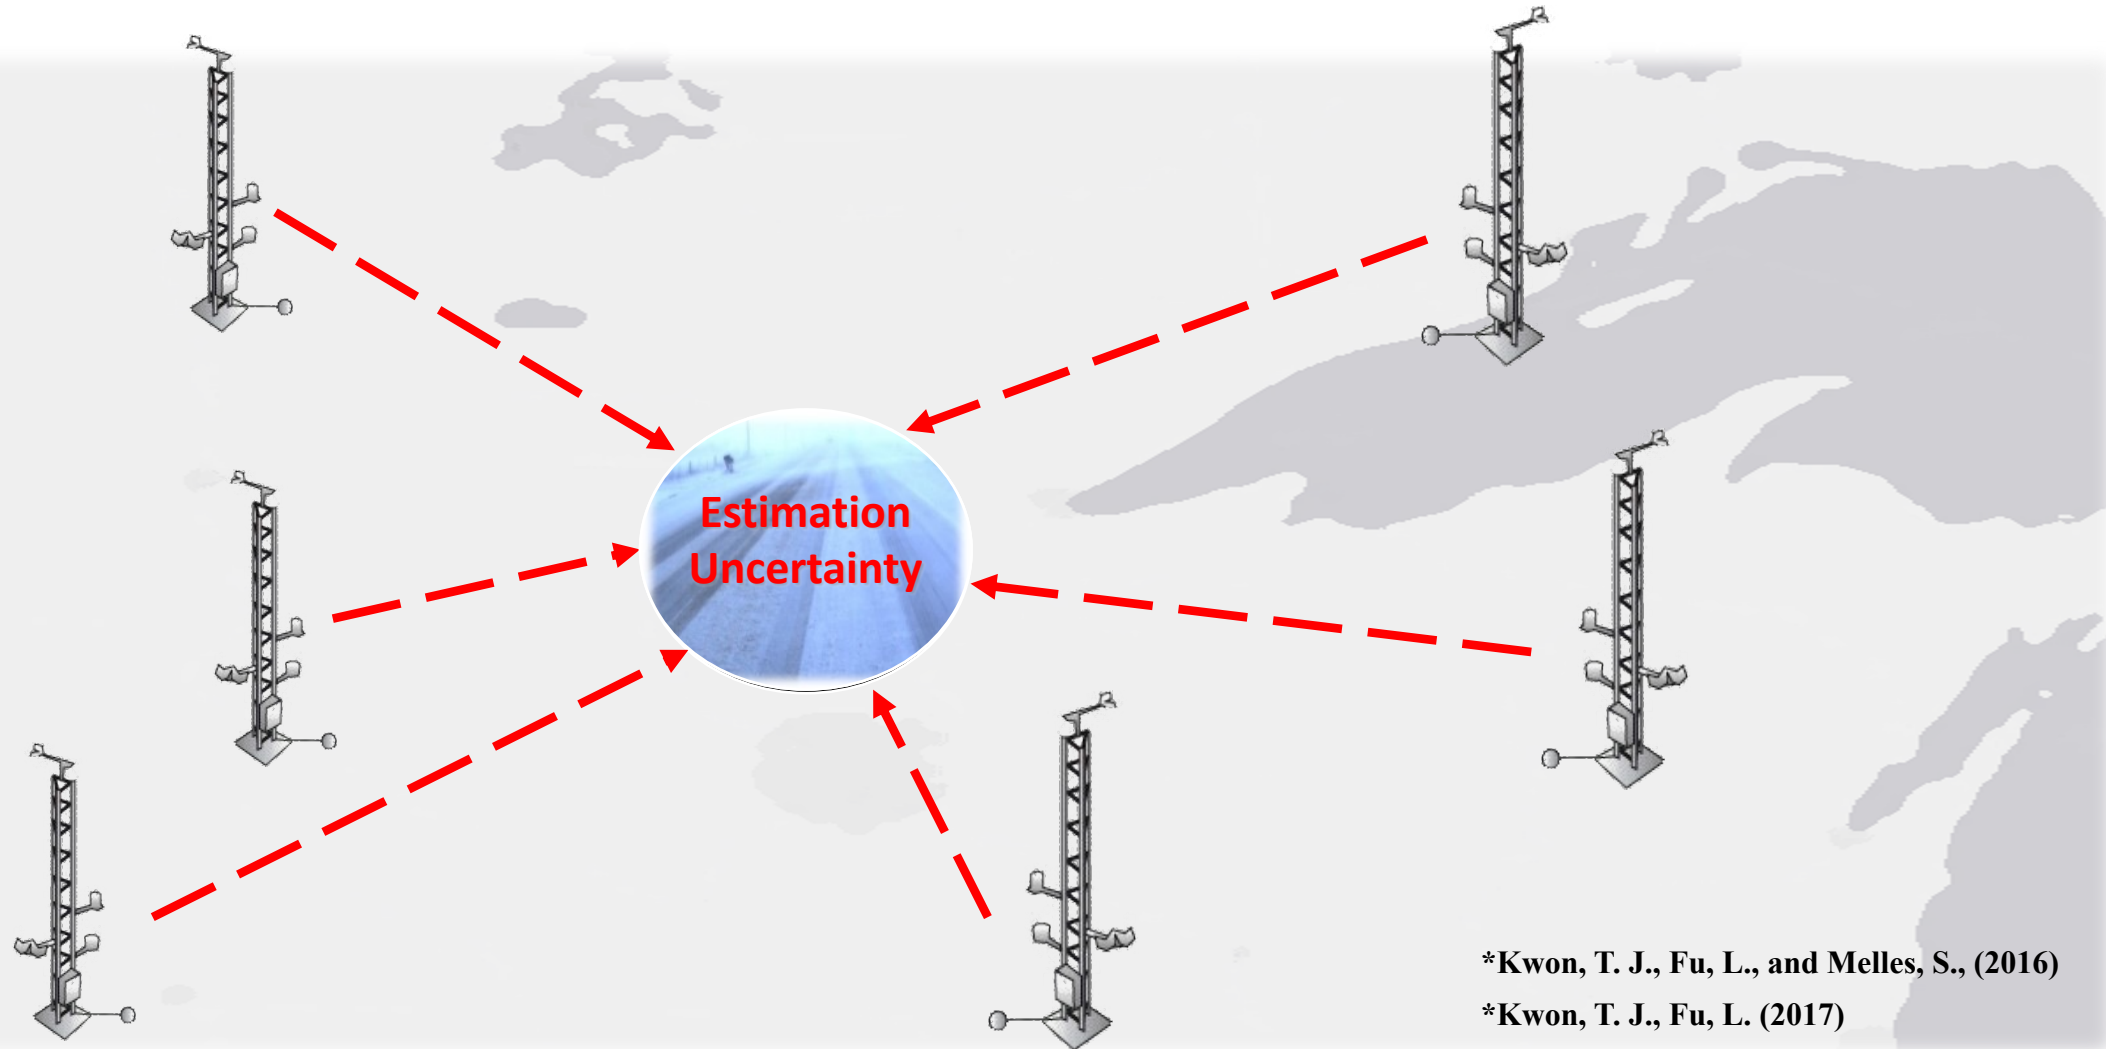 Estimation
Uncertainty
*Kwon, T. J., Fu, L., and Melles, S., (2016)
*Kwon, T. J., Fu, L. (2017)